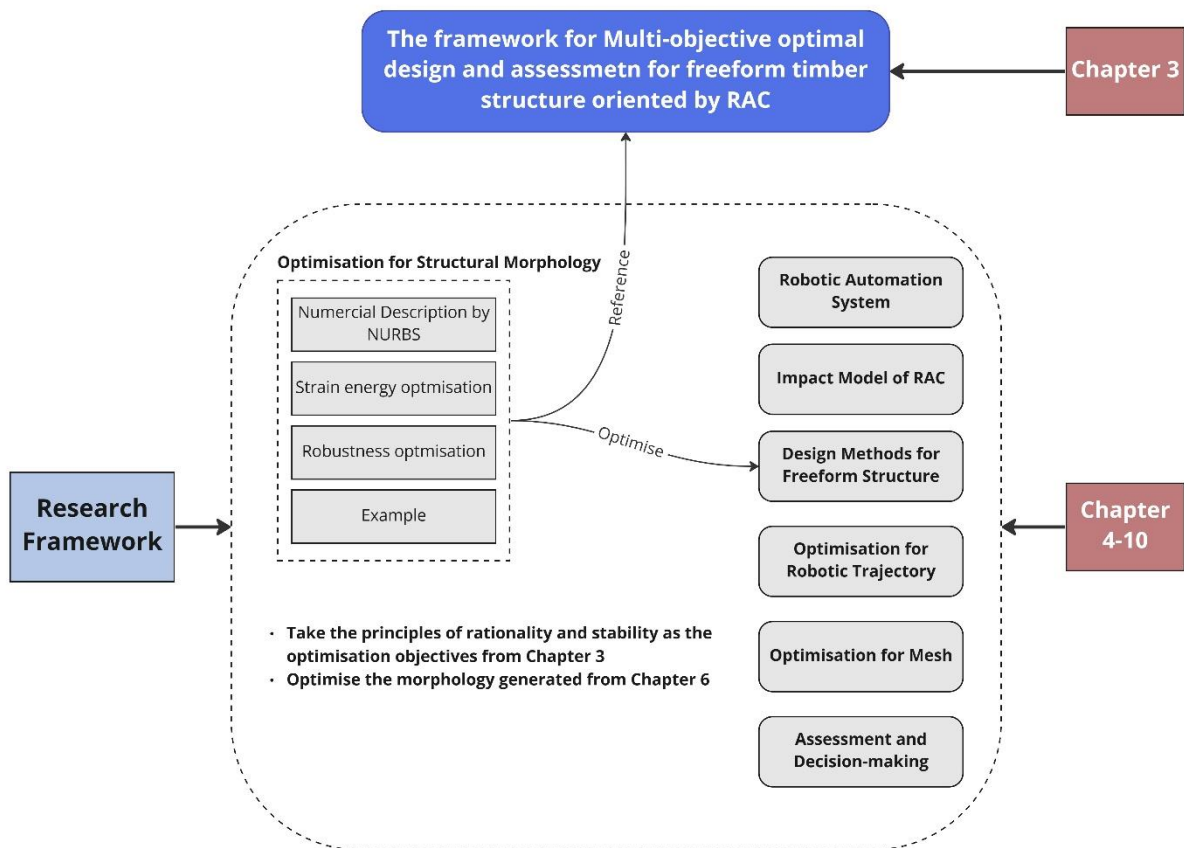 The framework for Multi-objective optimal
design and assessmetn for freeform timber
structure oriented by RAC
Chapter 3
Reference
Optimise
Optimisation for Structural Morphology
Numercial Description by
NURBS
Strain energy optmisation
Robustness optmisation
Example
Robotic Automation
System
Impact Model of RAC
Design Methods for
Freeform Structure
Optimisation for
Robotic Trajectory
Optimisation for Mesh
Assessment and
Decision-making
Research
Framework
Chapter
4-10
· Take the principles of rationality and stability as the
optimisation objectives from Chapter 3
· Optimise the morphology generated from Chapter 6